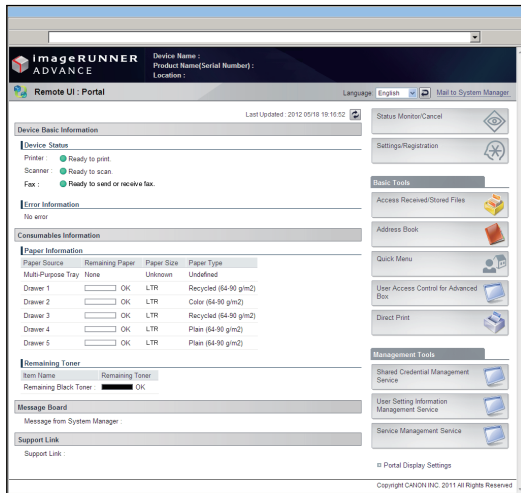 imageRUNNER
ADVANCE
Device Name :
Product Name(Serial Number) :
Location :
Remote UI : Portal
Language English Mail to System Manager
Last Updated : 2012 05/18 19:16:52
Device Basic Information
Device Status
Printer : Ready to print.
Scanner : Ready to scan.
Fax : Ready to send or receive fax.
Error Information
No error
Consumables Information
Paper Information
Paper Source Remaining Paper Paper Size Paper Type
Multi-Purpose Tray None Unknown Undefined
Drawer 1 OK LTR Recycled (64-90 g/m2)
Drawer 2 OK LTR Color (64-90 g/m2)
Drawer 3 OK LTR Recycled (64-90 g/m2)
Drawer 4 OK LTR Plain (64-90 g/m2)
Drawer 5 OK LTR Plain (64-90 g/m2)
Remaining Toner
Item Name Remaining Toner
Remaining Black Toner : OK
Message Board
Message from System Manager :
Support Link
Support Link :
Status Monitor/Cancel
Settings/Registration
Basic Tools
Access Received/Stored Files
Address Book
Quick Menu
User Access Control for Advanced
Box
Direct Print
Management Tools
Shared Credential Management
Service
User Setting Information
Management Service
Service Management Service
Portal Display Settings
Copyright CANON INC. 2011 All Rights Reserved